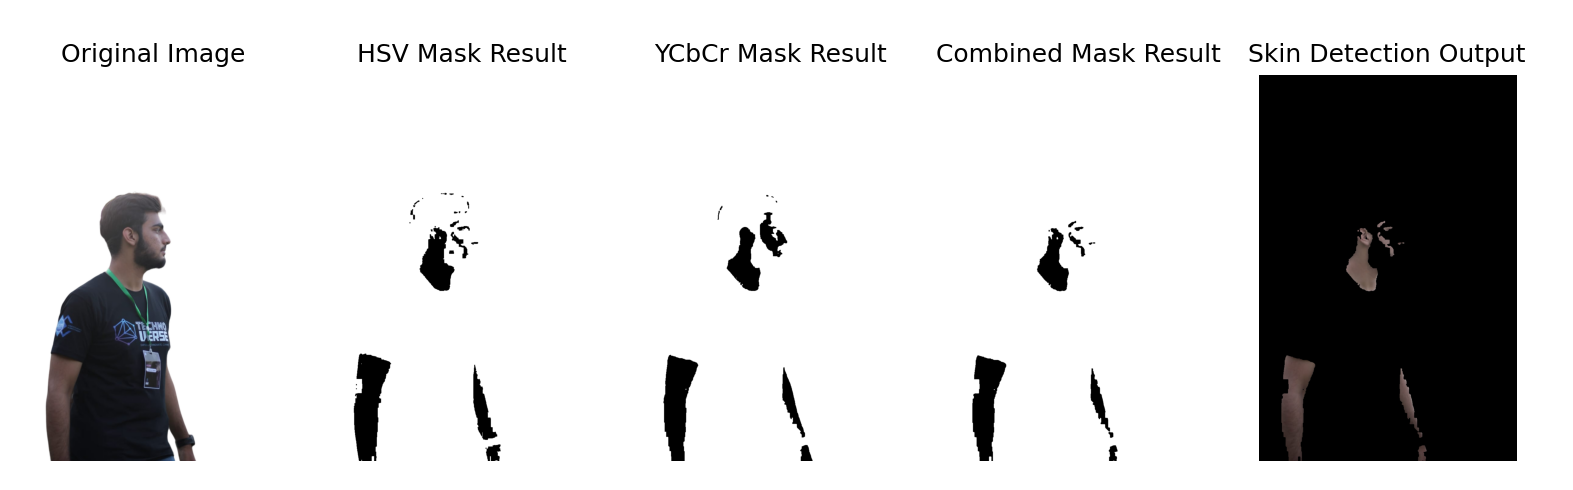 Original Image
HSV Mask Result
YCbCr Mask Result
Combined Mask Result
Skin Detection Output
TECHNO
VERSE